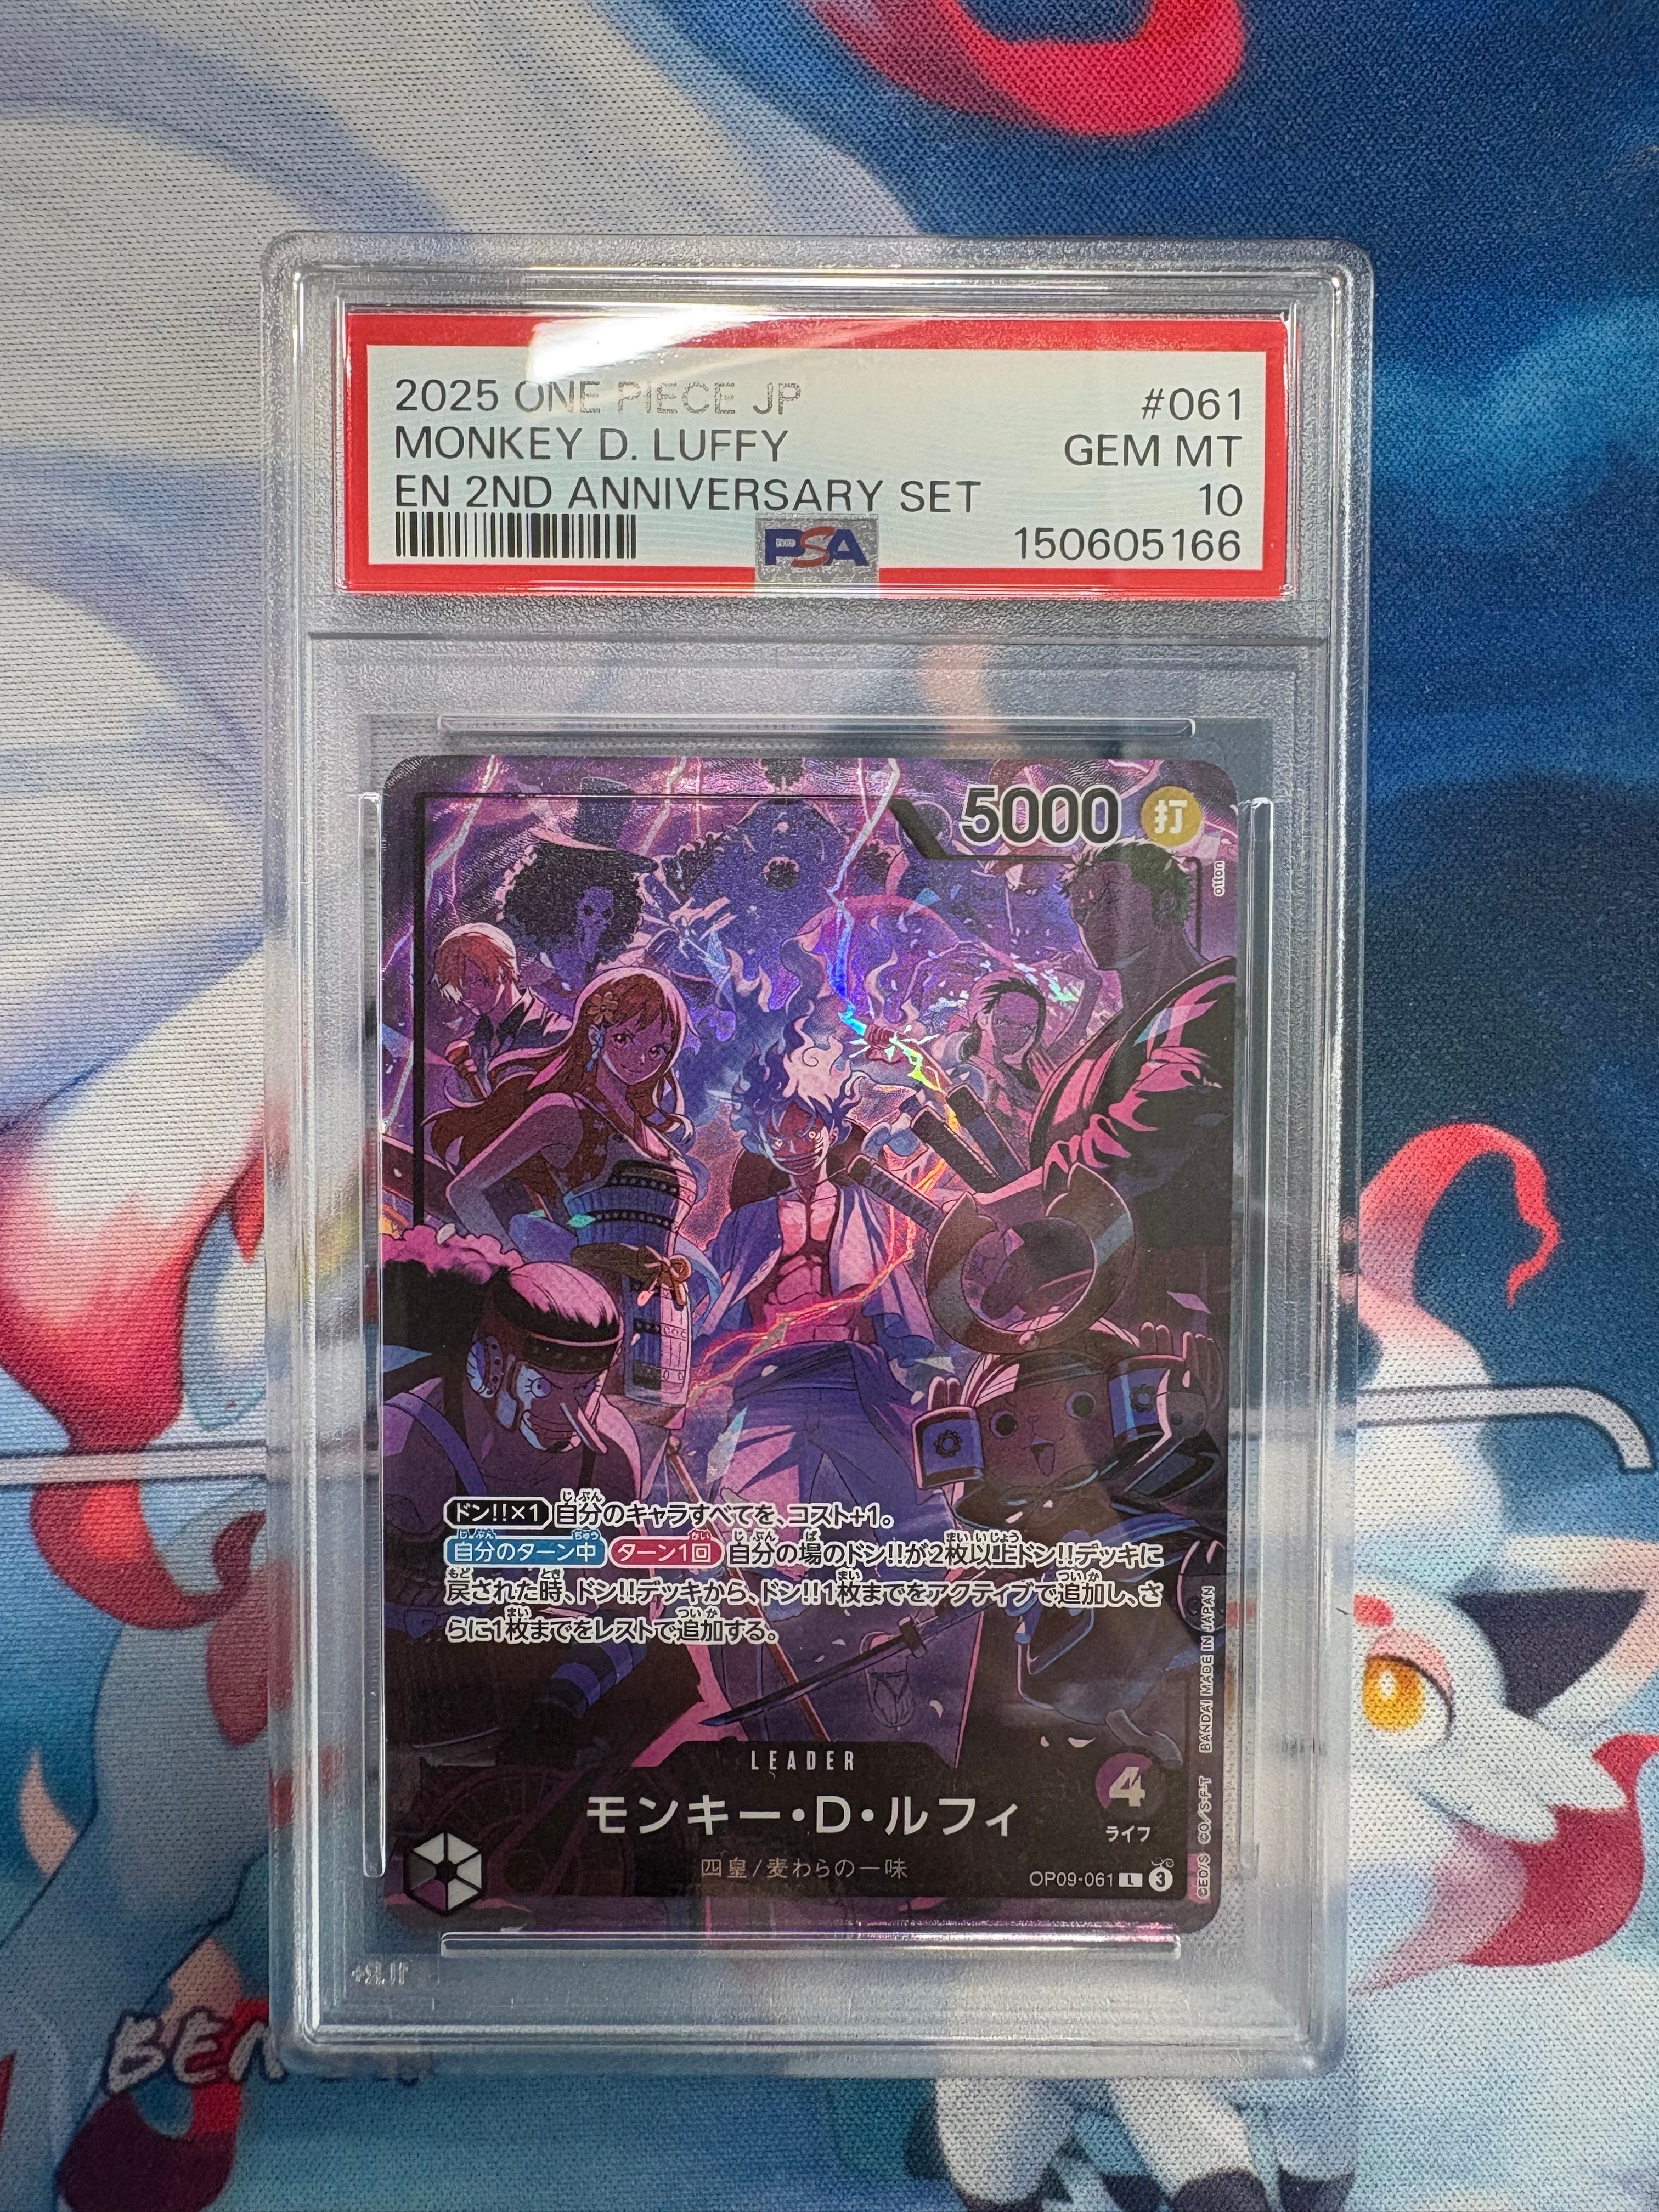 2025 ONE PIECE JP #061
MONKEY D. LUFFY GEM MT
EN 2ND ANNIVERSARY SET 10
PSA 150605166
5000 打
otton
ドン!!×1 自分のキャラすべてを、コスト+1。
自分のターン中 ターン1回 自分の場のドン!!が2枚以上ドン!!デッキに
戻された時、ドン!!デッキから、ドン!!1枚までをアクティブで追加し、さ
らに1枚までをレストで追加する。
LEADER
モンキー・D・ルフィ
4
ライフ
四皇/麦わらの一味
OP09-061 L 3
©EO/S ©O/S・F・T BANDAI MADE IN JAPAN